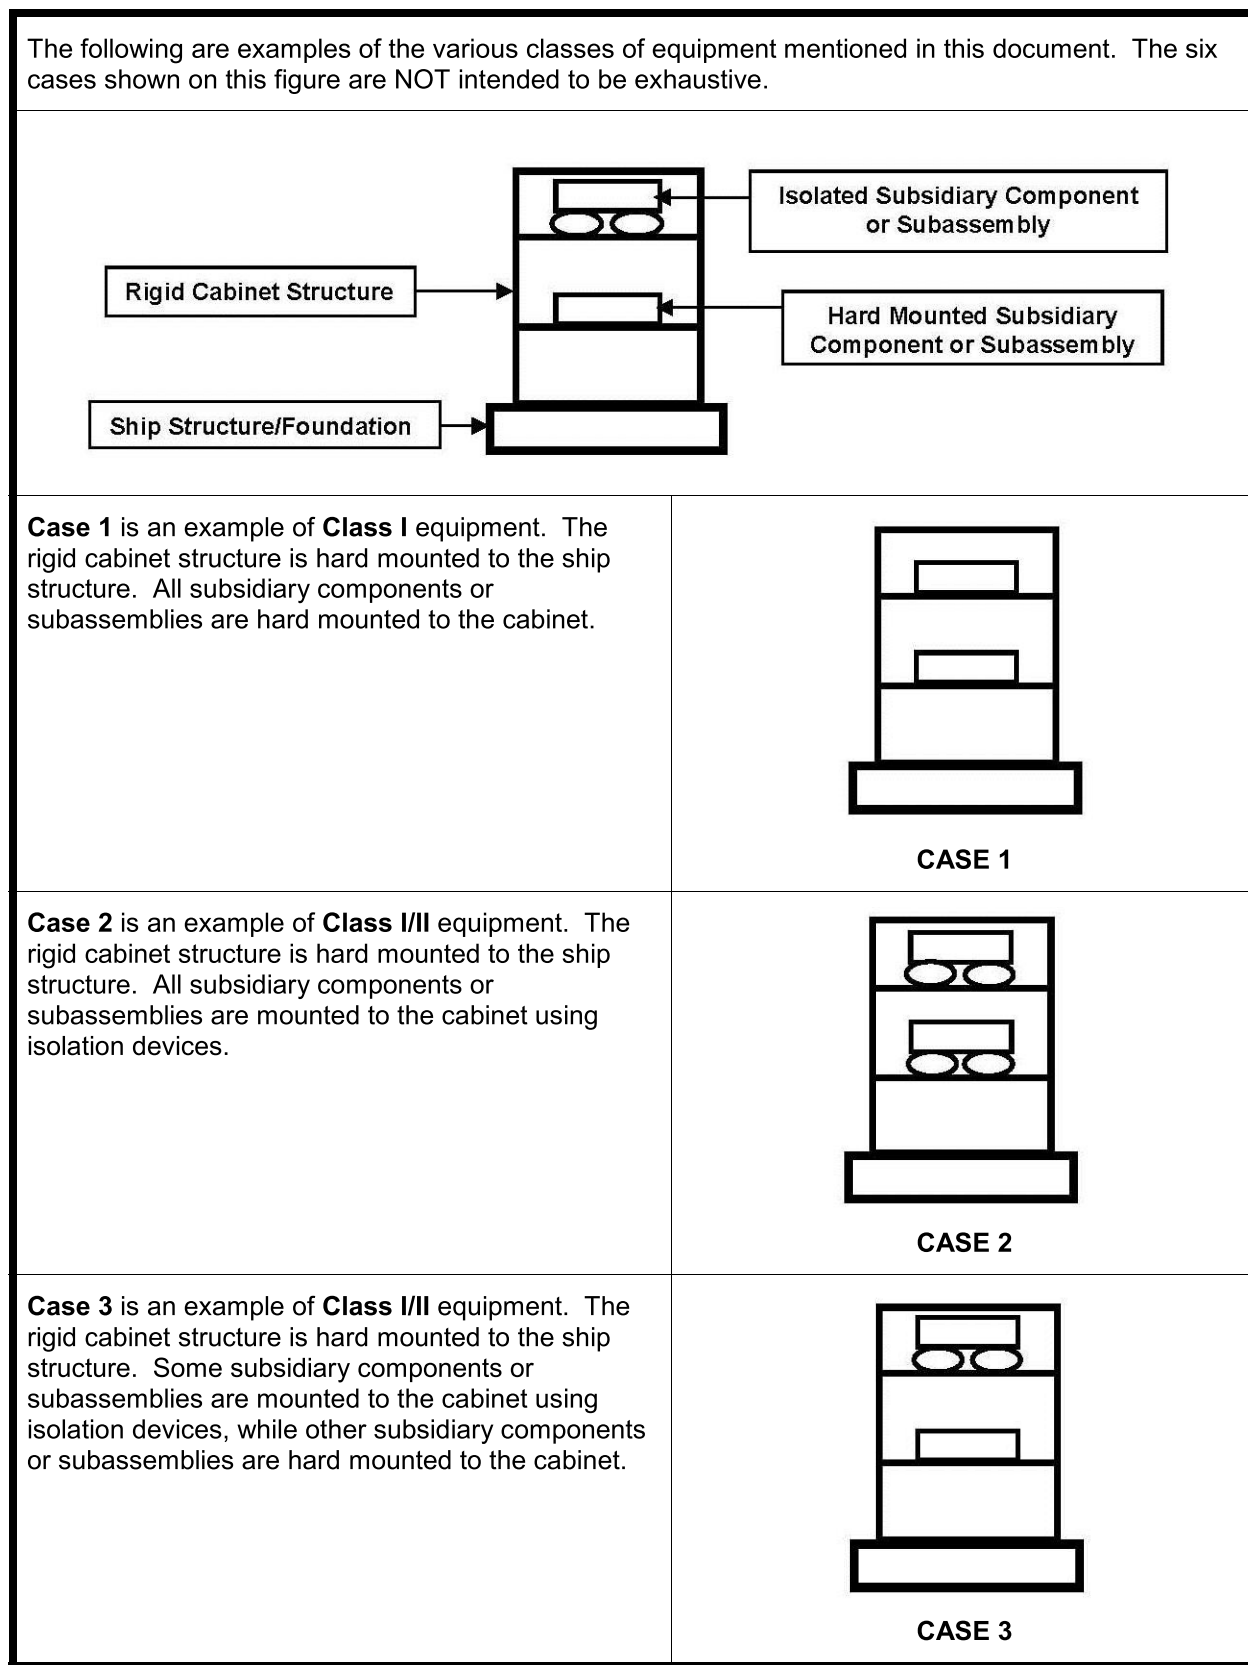 The following are examples of the various classes of equipment mentioned in this document.  The six
cases shown on this figure are NOT intended to be exhaustive.
Isolated Subsidiary Component
or Subassembly
Rigid Cabinet Structure
Hard Mounted Subsidiary
Component or Subassembly
Ship Structure/Foundation
Case 1 is an example of Class I equipment.  The
rigid cabinet structure is hard mounted to the ship
structure.  All subsidiary components or
subassemblies are hard mounted to the cabinet.
CASE 1
Case 2 is an example of Class I/II equipment.  The
rigid cabinet structure is hard mounted to the ship
structure.  All subsidiary components or
subassemblies are mounted to the cabinet using
isolation devices.
CASE 2
Case 3 is an example of Class I/II equipment.  The
rigid cabinet structure is hard mounted to the ship
structure.  Some subsidiary components or
subassemblies are mounted to the cabinet using
isolation devices, while other subsidiary components
or subassemblies are hard mounted to the cabinet.
CASE 3